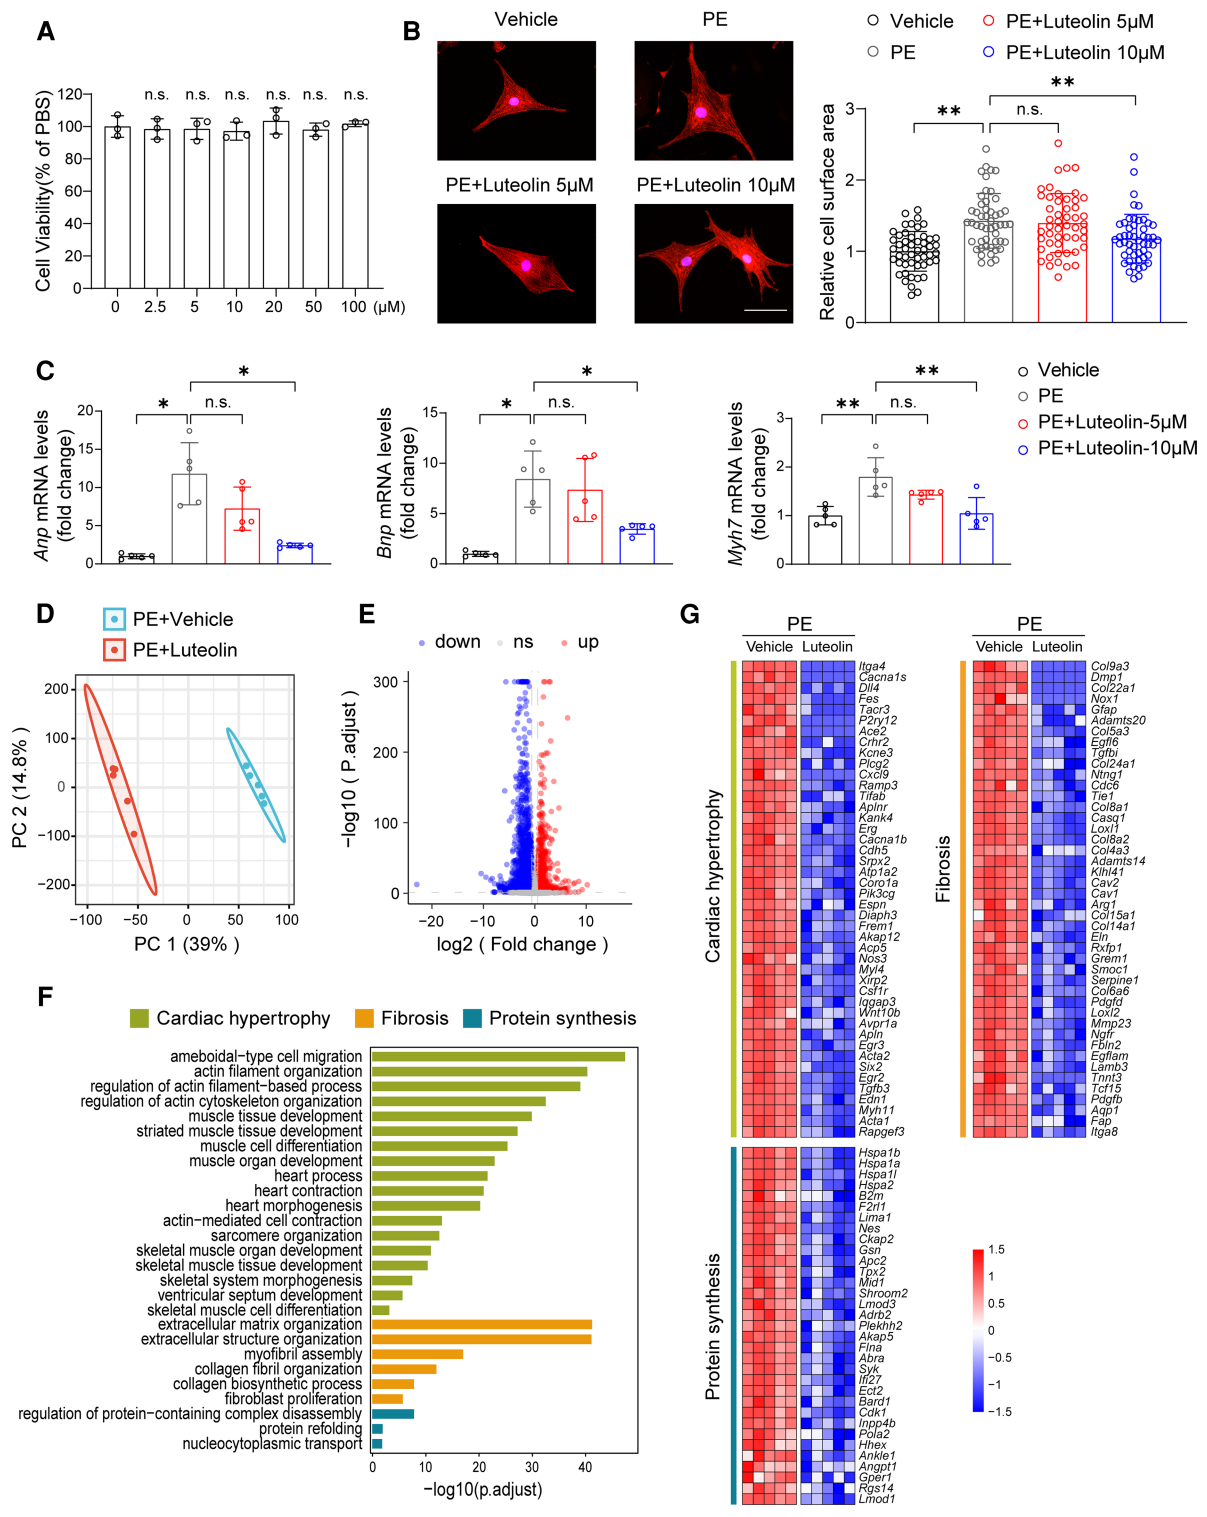 A
Cell Viability(% of PBS)
120
100
80
60
40
20
0
n.s.
n.s.
n.s.
n.s.
n.s.
n.s.
0
2.5
5
10
20
50
100
(μM)
B
Vehicle
PE
PE+Luteolin 5μM
PE+Luteolin 10μM
Vehicle
PE+Luteolin 5μM
PE
PE+Luteolin 10μM
Relative cell surface area
3
2
1
0
**
**
n.s.
C
Anp mRNA levels
(fold change)
20
15
10
5
0
*
*
n.s.
Bnp mRNA levels
(fold change)
15
10
5
0
*
*
n.s.
Myh7 mRNA levels
(fold change)
3
2
1
0
**
**
n.s.
Vehicle
PE
PE+Luteolin-5μM
PE+Luteolin-10μM
D
PE+Vehicle
PE+Luteolin
PC 2 (14.8%)
200
100
0
−100
−200
−100
−50
0
50
100
PC 1 (39%)
E
down
ns
up
−log10 ( P.adjust )
300
200
100
0
−20
−10
0
10
log2 ( Fold change )
F
Cardiac hypertrophy
Fibrosis
Protein synthesis
ameboidal−type cell migration
actin filament organization
regulation of actin filament−based process
regulation of actin cytoskeleton organization
muscle tissue development
striated muscle tissue development
muscle cell differentiation
muscle organ development
heart process
heart contraction
heart morphogenesis
actin−mediated cell contraction
sarcomere organization
skeletal muscle organ development
skeletal muscle tissue development
skeletal system morphogenesis
ventricular septum development
skeletal muscle cell differentiation
extracellular matrix organization
extracellular structure organization
myofibril assembly
collagen fibril organization
collagen biosynthetic process
fibroblast proliferation
regulation of protein−containing complex disassembly
protein refolding
nucleocytoplasmic transport
0
10
20
30
40
−log10(p.adjust)
G
PE
Vehicle
Luteolin
Cardiac hypertrophy
Itga4
Cacna1s
Dll4
Fes
Tacr3
P2ry12
Ace2
Crhr2
Kcne3
Plcg2
Cxcl9
Ramp3
Tifab
Aplnr
Kank4
Erg
Cacna1b
Cdh5
Srpx2
Atp1a2
Coro1a
Pik3cg
Espn
Diaph3
Frem1
Akap12
Acp5
Nos3
Myl4
Xirp2
Csf1r
Iqgap3
Wnt10b
Avpr1a
Apln
Egr3
Acta2
Six2
Egr2
Tgfb3
Edn1
Myh11
Acta1
Rapgef3
PE
Vehicle
Luteolin
Fibrosis
Col9a3
Dmp1
Col22a1
Nox1
Gfap
Adamts20
Col5a3
Egfl6
Tgfbi
Col24a1
Ntng1
Cdc6
Tie1
Col8a1
Casq1
Loxl1
Col8a2
Col4a3
Adamts14
Klhl41
Cav2
Cav1
Arg1
Col15a1
Col14a1
Eln
Rxfp1
Grem1
Smoc1
Serpine1
Col6a6
Pdgfd
Loxl2
Mmp23
Ngfr
Fbln2
Egflam
Lamb3
Tnnt3
Tcf15
Pdgfb
Aqp1
Fap
Itga8
Protein synthesis
Hspa1b
Hspa1a
Hspa1l
Hspa2
B2m
F2rl1
Lima1
Nes
Ckap2
Gsn
Apc2
Tpx2
Mid1
Shroom2
Lmod3
Adrb2
Plekhh2
Akap5
Flna
Abra
Syk
Ifi27
Ect2
Bard1
Cdk1
Inpp4b
Pola2
Hhex
Ankle1
Angpt1
Gper1
Rgs14
Lmod1
1.5
1
0.5
0
−0.5
−1
−1.5